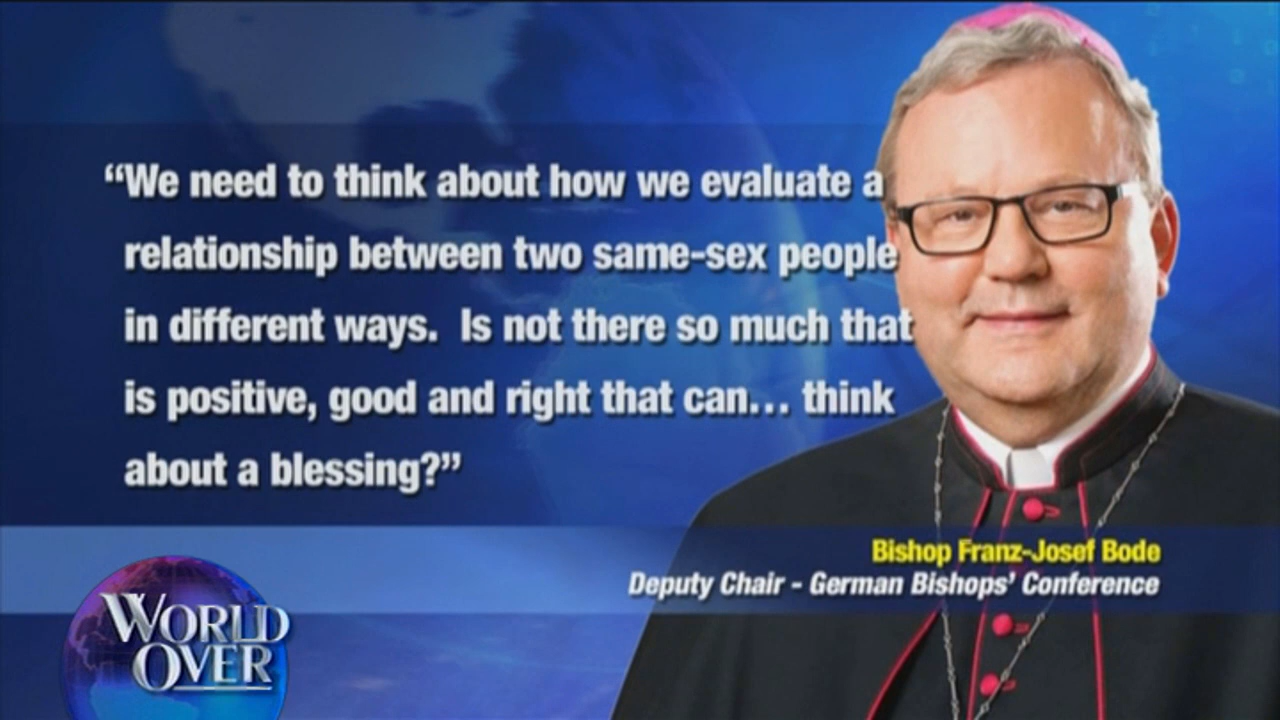 “We need to think about how we evaluate a
relationship between two same-sex people
in different ways. Is not there so much that
is positive, good and right that can… think
about a blessing?”
Bishop Franz-Josef Bode
Deputy Chair - German Bishops’ Conference
WORLD
OVER